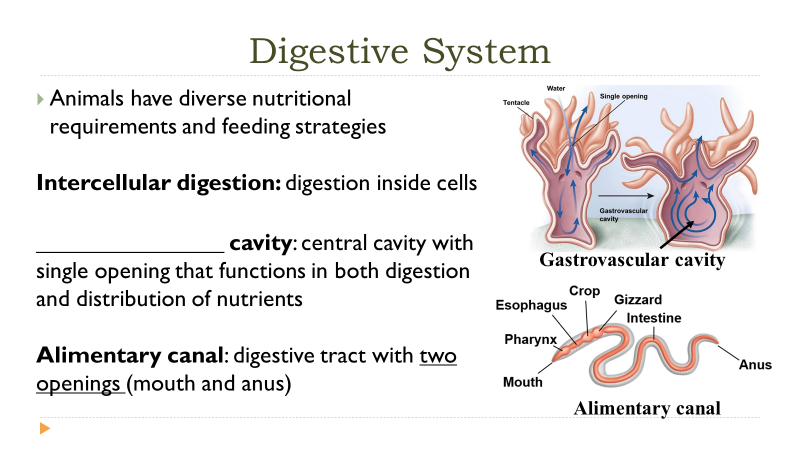 Digestive System
Animals have diverse nutritional
requirements and feeding strategies
Intercellular digestion: digestion inside cells
_________________ cavity: central cavity with
single opening that functions in both digestion
and distribution of nutrients
Alimentary canal: digestive tract with two
openings (mouth and anus)
Water
Single opening
Tentacle
Gastrovascular
cavity
Gastrovascular cavity
Crop
Esophagus
Gizzard
Intestine
Pharynx
Anus
Mouth
Alimentary canal